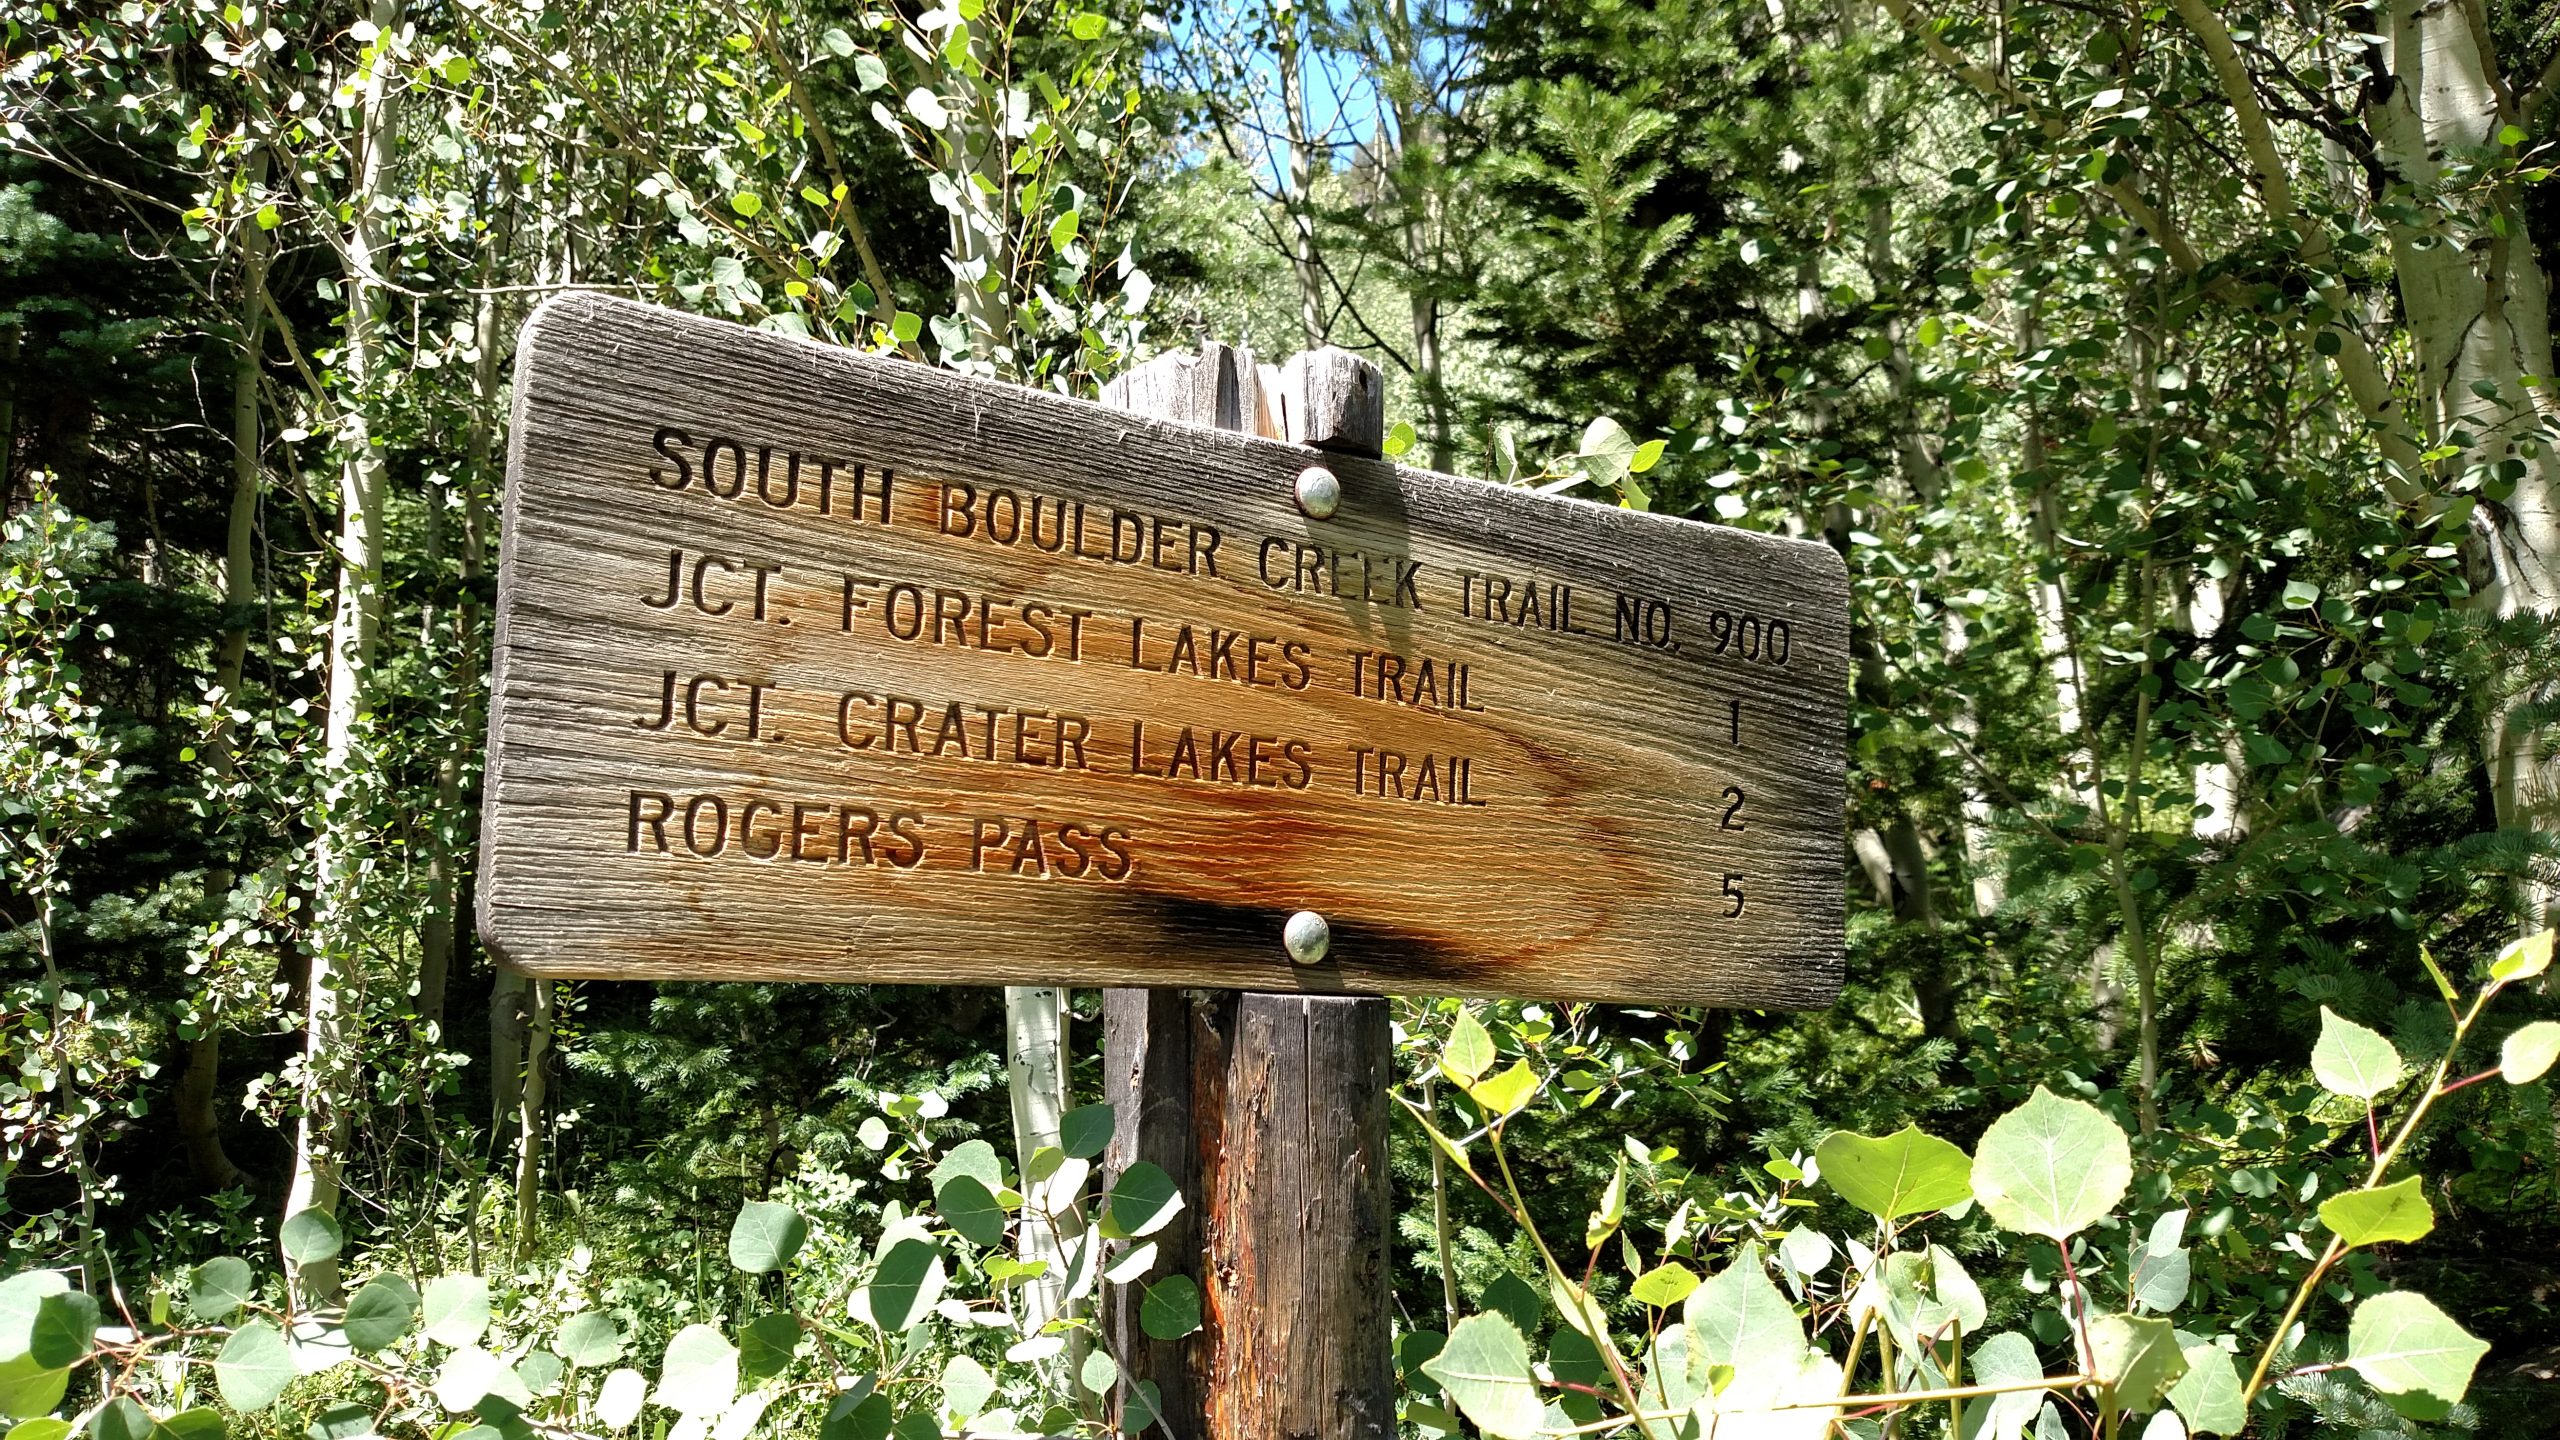 SOUTH BOULDER CREEK TRAIL NO. 900
JCT. FOREST LAKES TRAIL 1
JCT. CRATER LAKES TRAIL 2
ROGERS PASS 5